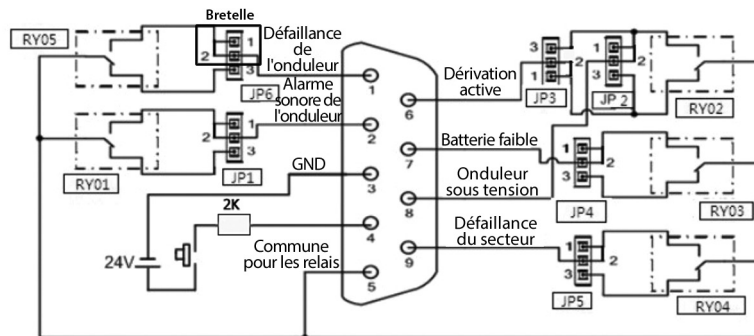 Bretelle
RY05
1
2
3
JP6
Défaillance
de
l'onduleur
Alarme
sonore de
l'onduleur
RY01
1
2
3
JP1
GND
2K
24V
Commune
pour les relais
1
2
3
4
5
6
7
8
9
Dérivation
active
Batterie faible
Onduleur
sous tension
Défaillance
du secteur
3
2
1
JP3
1
2
3
JP 2
RY02
1
2
3
JP4
RY03
1
2
3
JP5
RY04